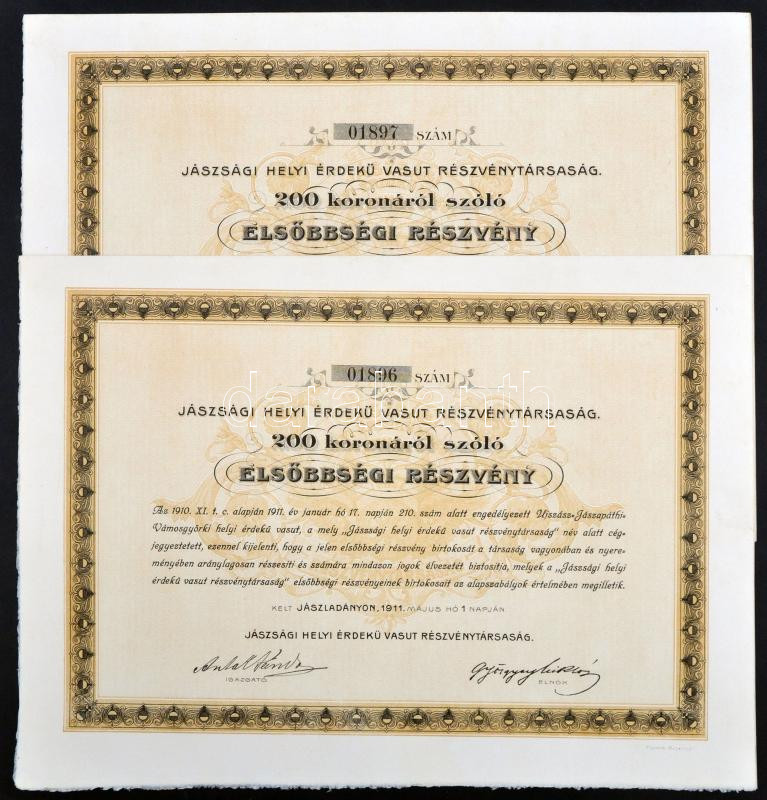 01897 SZÁM
JÁSZSÁGI HELYI ÉRDEKŰ VASUT RÉSZVÉNYTÁRSASÁG.
200 koronáról szóló
ELSŐBBSÉGI RÉSZVÉNY
01896 SZÁM
JÁSZSÁGI HELYI ÉRDEKŰ VASUT RÉSZVÉNYTÁRSASÁG.
200 koronáról szóló
ELSŐBBSÉGI RÉSZVÉNY
Az 1910. XI. t. c. alapján 1911. év január hó 17. napján 210. szám alatt engedélyezett Ujszász-Jászapáthi-
Vámosgyörki helyi érdekű vasut, a mely „Jászsági helyi érdekű vasut részvénytársaság" név alatt cég-
jegyeztetett, ezennel kijelenti, hogy a jelen elsőbbségi részvény birtokosát a társaság vagyonában és nyere-
ményében aránylagosan részesiti és számára mindazon jogok élvezetét biztosítja, melyek a „Jászsági helyi
érdekű vasut részvénytársaság" elsőbbségi részvényeinek birtokosait az alapszabályok értelmében megilletik.
KELT JÁSZLADÁNYON, 1911. MÁJUS HÓ 1 NAPJÁN
JÁSZSÁGI HELYI ÉRDEKŰ VASUT RÉSZVÉNYTÁRSASÁG.
Antal Sándor
IGAZGATÓ
ELNÖK